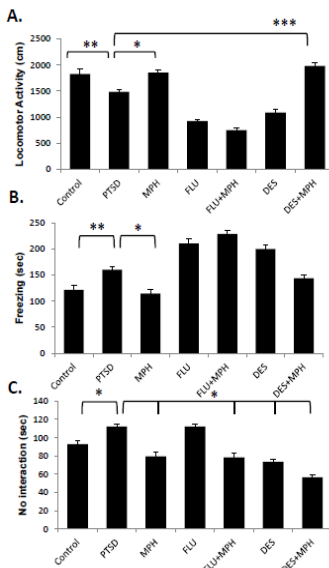 A.
***
** *
Locomotor Activity (cm)
2500
2000
1500
1000
500
0
Control PTSD MPH FLU FLU+MPH DES DES+MPH
B.
** *
Freezing (sec)
250
200
150
100
50
0
Control PTSD MPH FLU FLU+MPH DES DES+MPH
C.
* *
No interaction (sec)
140
120
100
80
60
40
20
0
Control PTSD MPH FLU FLU+MPH DES DES+MPH